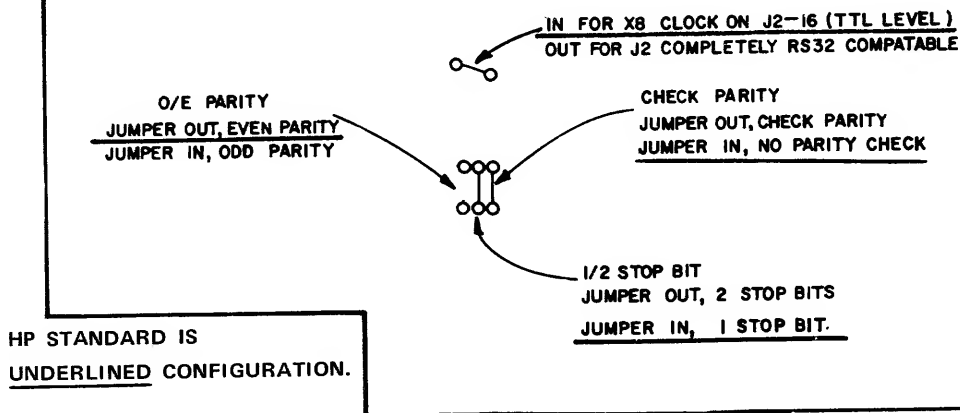 IN FOR X8 CLOCK ON J2-16 (TTL LEVEL)
OUT FOR J2 COMPLETELY RS32 COMPATABLE
O/E PARITY
JUMPER OUT, EVEN PARITY
JUMPER IN, ODD PARITY
CHECK PARITY
JUMPER OUT, CHECK PARITY
JUMPER IN, NO PARITY CHECK
1/2 STOP BIT
JUMPER OUT, 2 STOP BITS
JUMPER IN, 1 STOP BIT.
HP STANDARD IS
UNDERLINED CONFIGURATION.